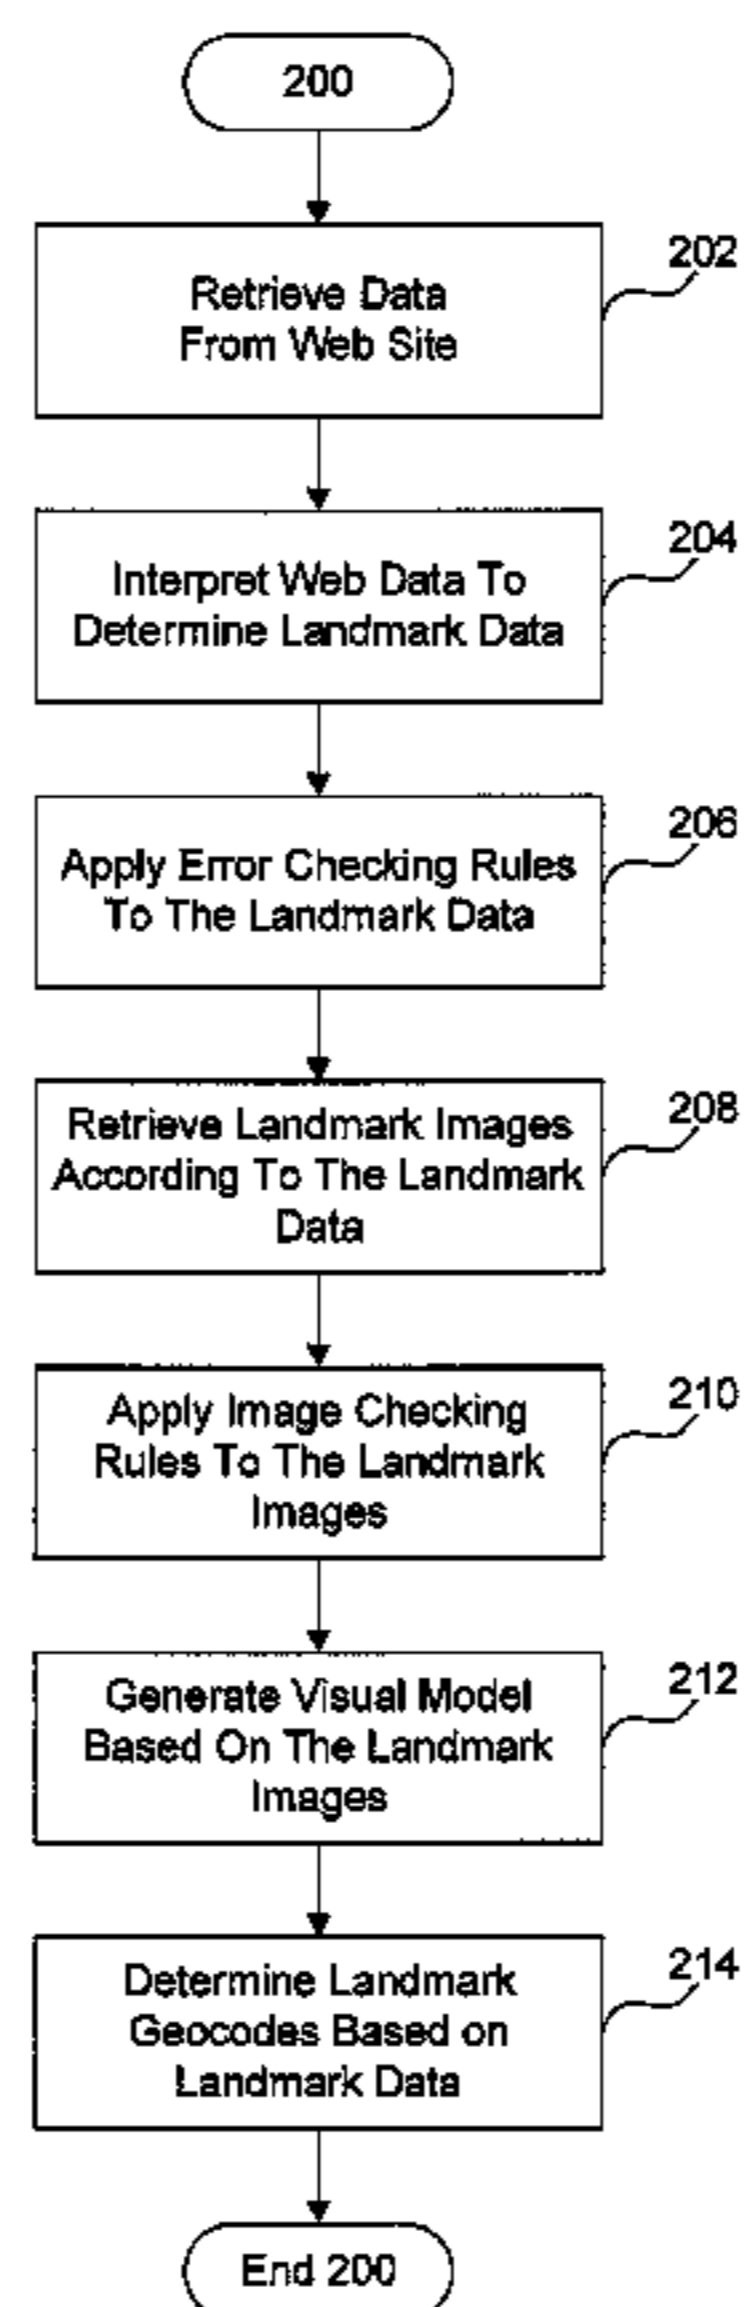 200
Retrieve Data
From Web Site
202
Interpret Web Data To
Determine Landmark Data
204
Apply Error Checking Rules
To The Landmark Data
206
Retrieve Landmark Images
According To The Landmark
Data
208
Apply Image Checking
Rules To The Landmark
Images
210
Generate Visual Model
Based On The Landmark
Images
212
Determine Landmark
Geocodes Based on
Landmark Data
214
End 200